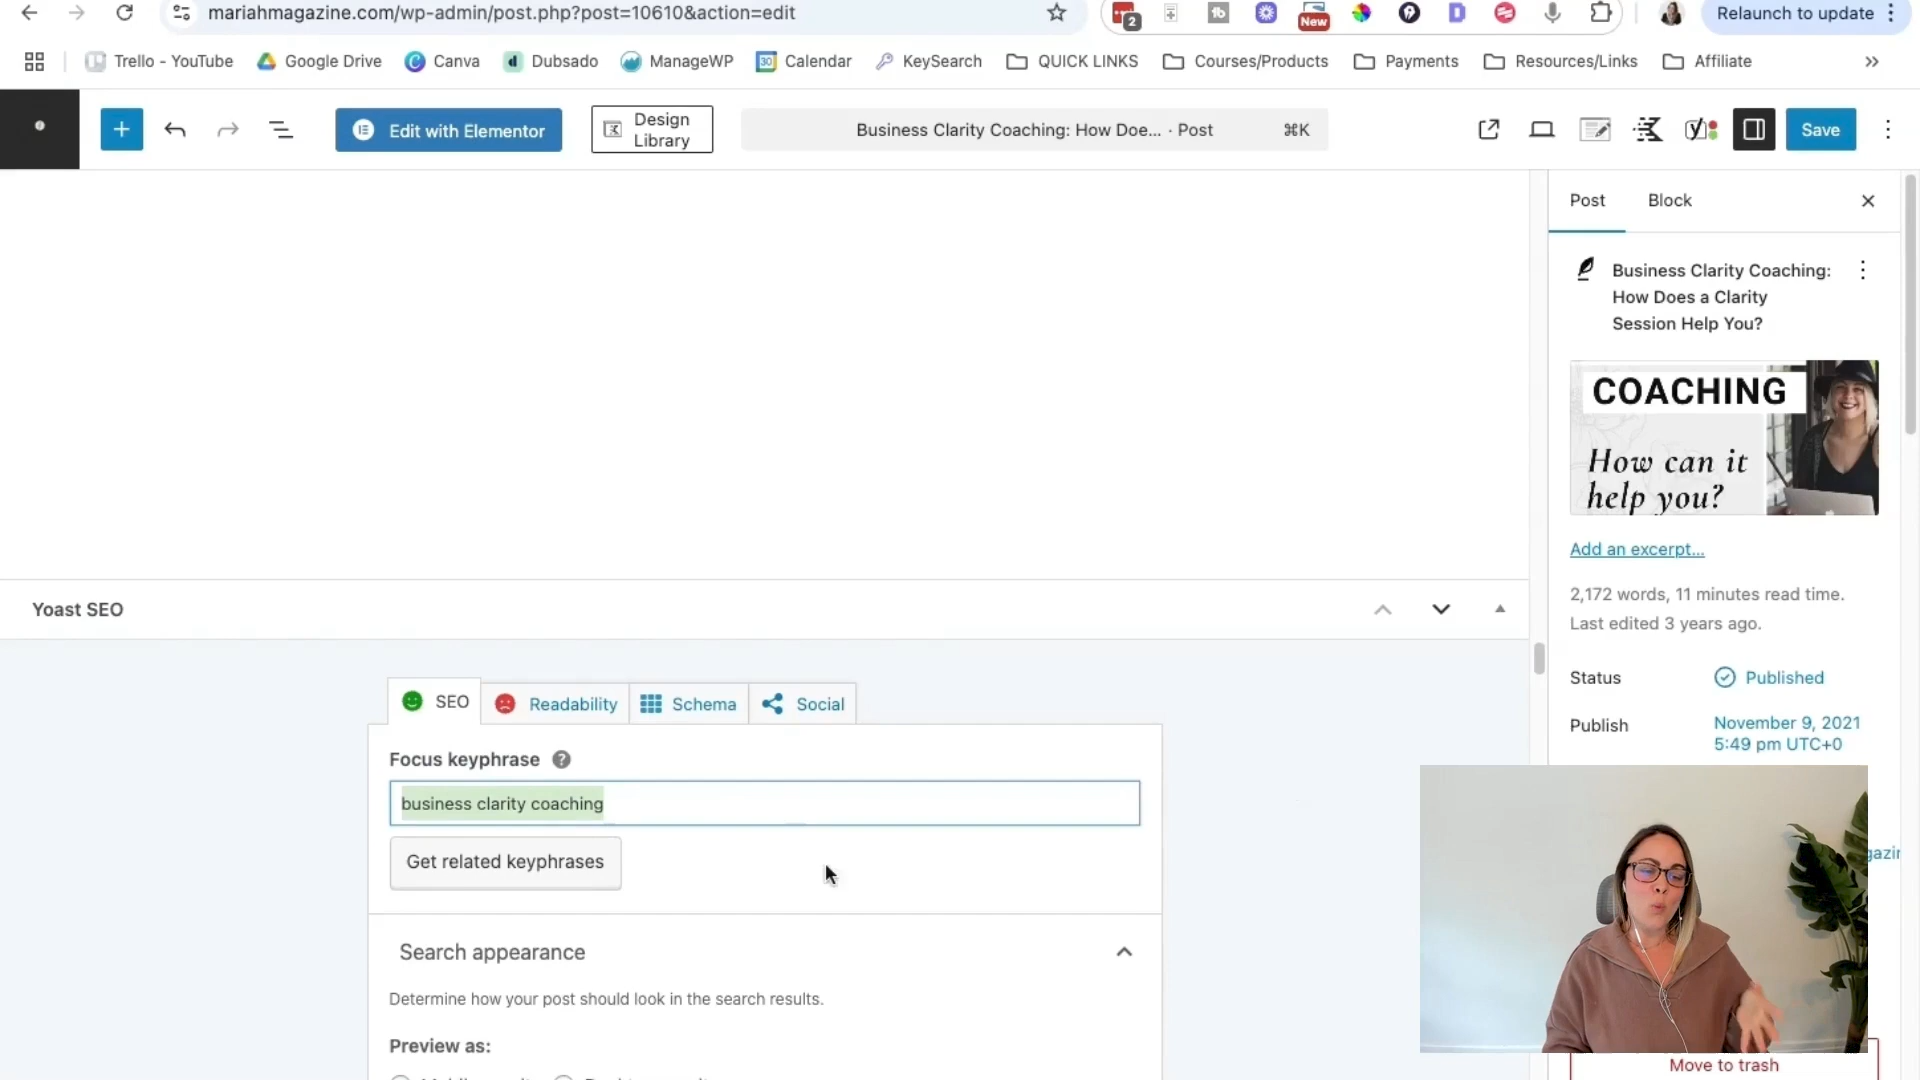 mariahmagazine.com/wp-admin/post.php?post=10610&action=edit
2
New
Relaunch to update
Trello - YouTube
Google Drive
Canva
Dubsado
ManageWP
Calendar
KeySearch
QUICK LINKS
Courses/Products
Payments
Resources/Links
Affiliate
Edit with Elementor
Design
Library
Business Clarity Coaching: How Doe... · Post
⌘K
Save
Post
Block
Business Clarity Coaching:
How Does a Clarity
Session Help You?
COACHING
How can it
help you?
Add an excerpt...
2,172 words, 11 minutes read time.
Last edited 3 years ago.
Status
Published
Publish
November 9, 2021
5:49 pm UTC+0
Move to trash
Yoast SEO
SEO
Readability
Schema
Social
Focus keyphrase
business clarity coaching
Get related keyphrases
Search appearance
Determine how your post should look in the search results.
Preview as: